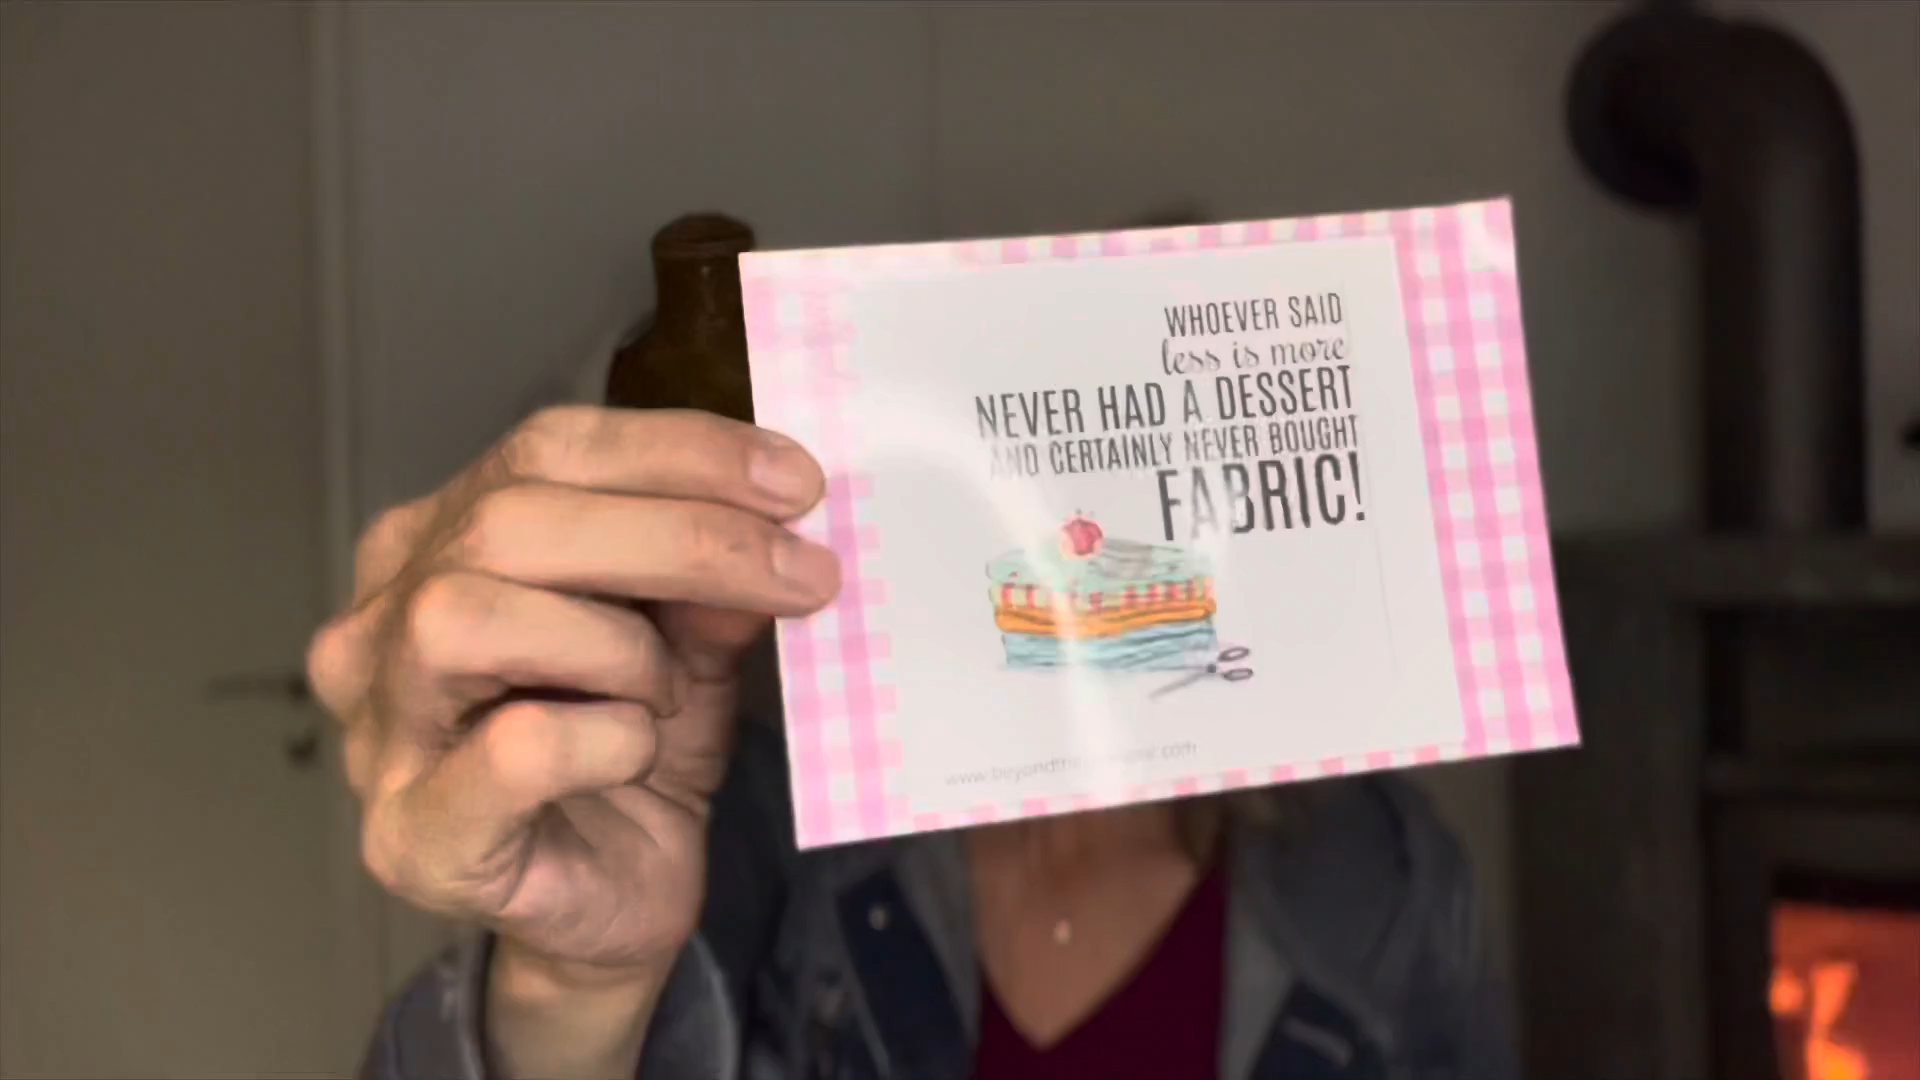 WHOEVER SAID
less is more
NEVER HAD A DESSERT
AND CERTAINLY NEVER BOUGHT
FABRIC!